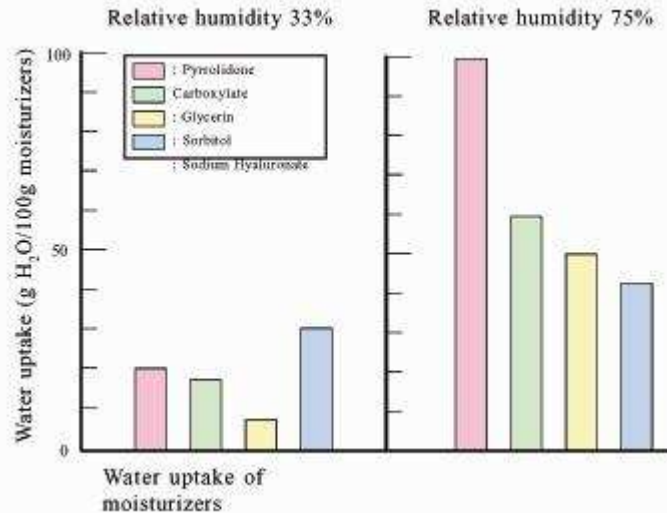 Relative humidity 33%
Relative humidity 75%
Water uptake (g H₂O/100g moisturizers)
100
50
0
: Pyrrolidone
Carboxylate
: Glycerin
: Sorbitol
: Sodium Hyaluronate
Water uptake of
moisturizers